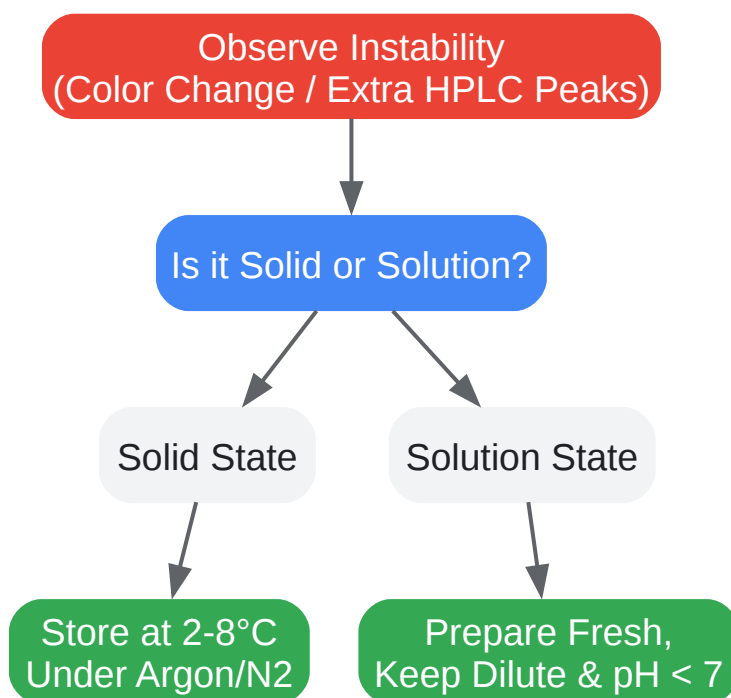 Observe Instability
(Color Change / Extra HPLC Peaks)
Is it Solid or Solution?
Solid State
Solution State
Store at 2-8°C
Under Argon/N2
Prepare Fresh,
Keep Dilute & pH < 7